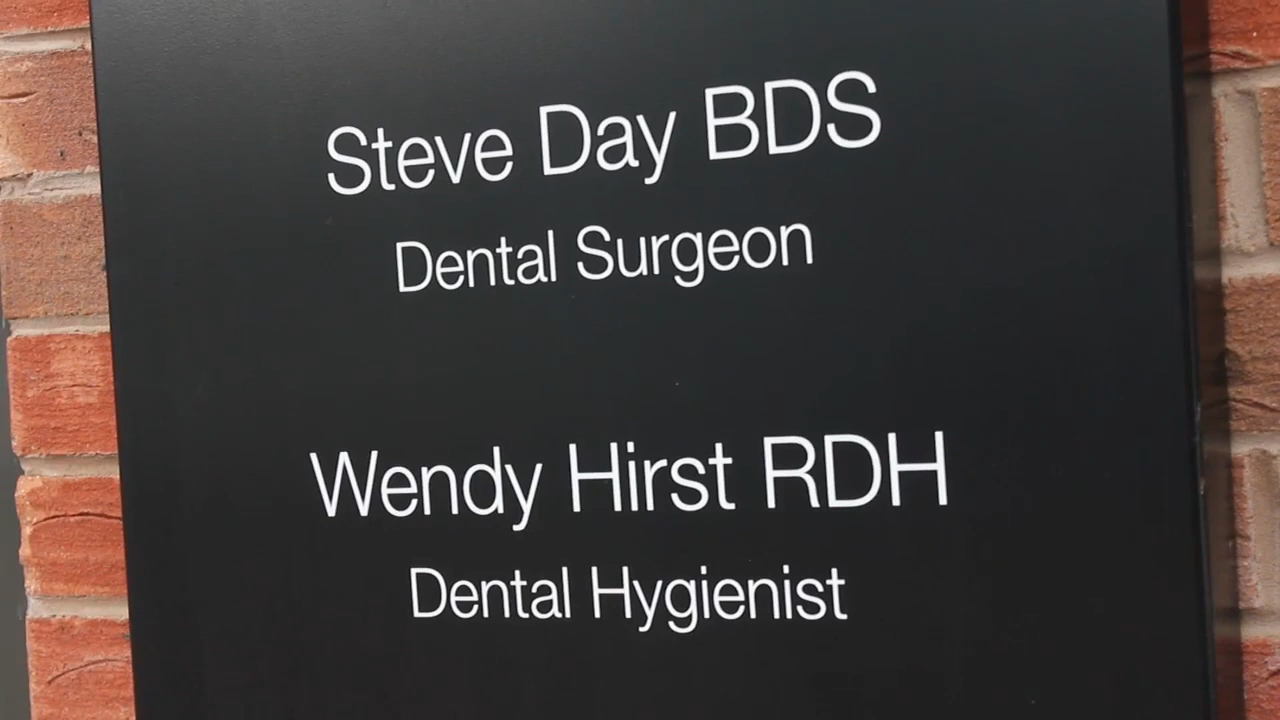 Steve Day BDS
Dental Surgeon
Wendy Hirst RDH
Dental Hygienist